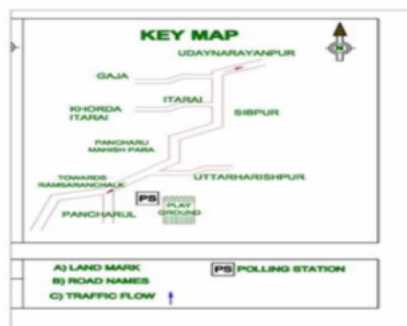 KEY MAP
UDAYNARAYANPUR
GAJA
ITARAI
KHORDA
ITARAI
SIBPUR
PANCHARU
MAHISH PARA
TOWARDS
RAMSARANCHALK
UTTARHARISHPUR
PS
PLAY
GROUND
PANCHARUL
A) LAND MARK
PS POLLING STATION
B) ROAD NAMES
C) TRAFFIC FLOW